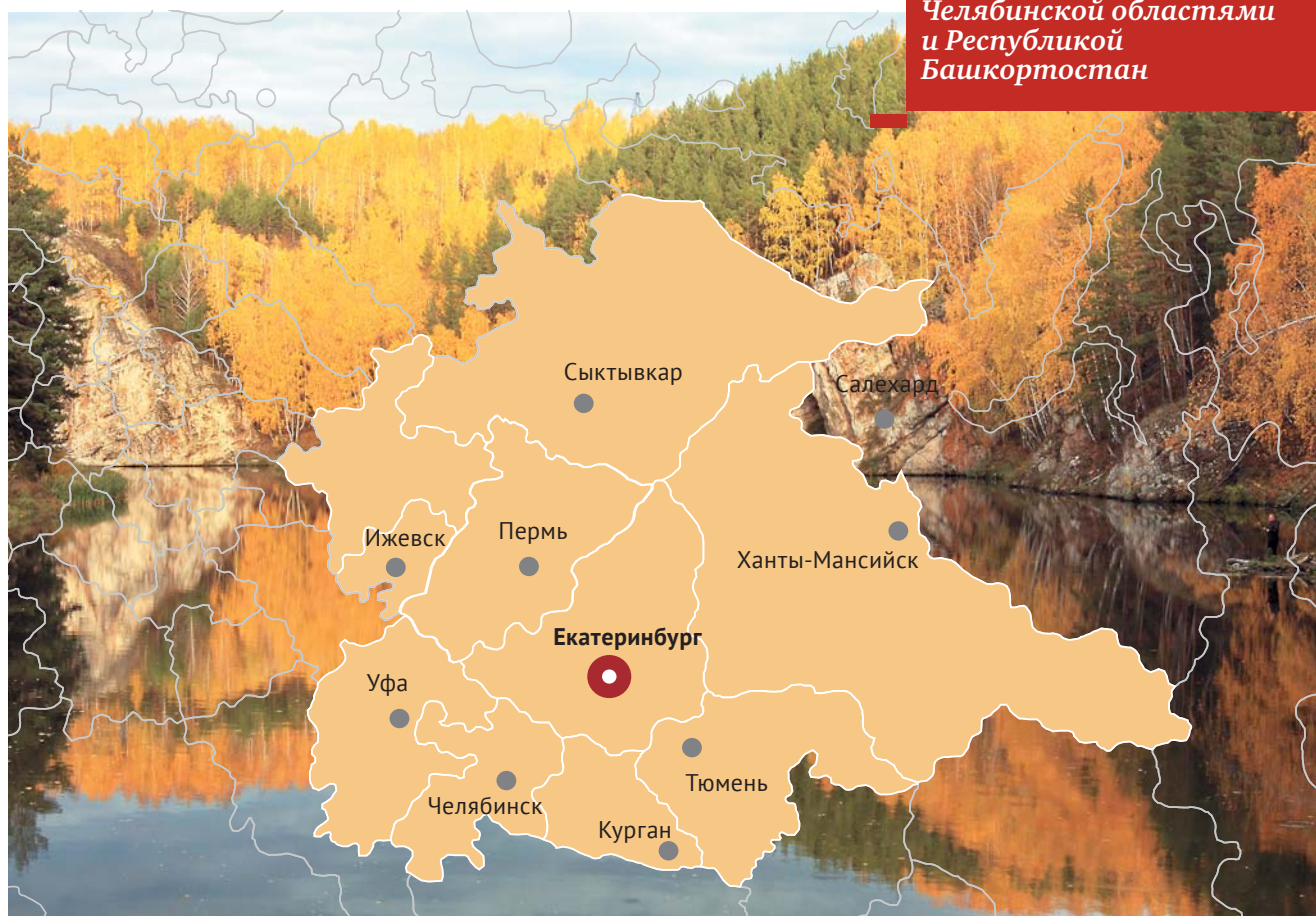 Челябинской областями
и Республикой
Башкортостан
Сыктывкар
Салехард
Ижевск
Пермь
Ханты-Мансийск
Екатеринбург
Уфа
Тюмень
Челябинск
Курган